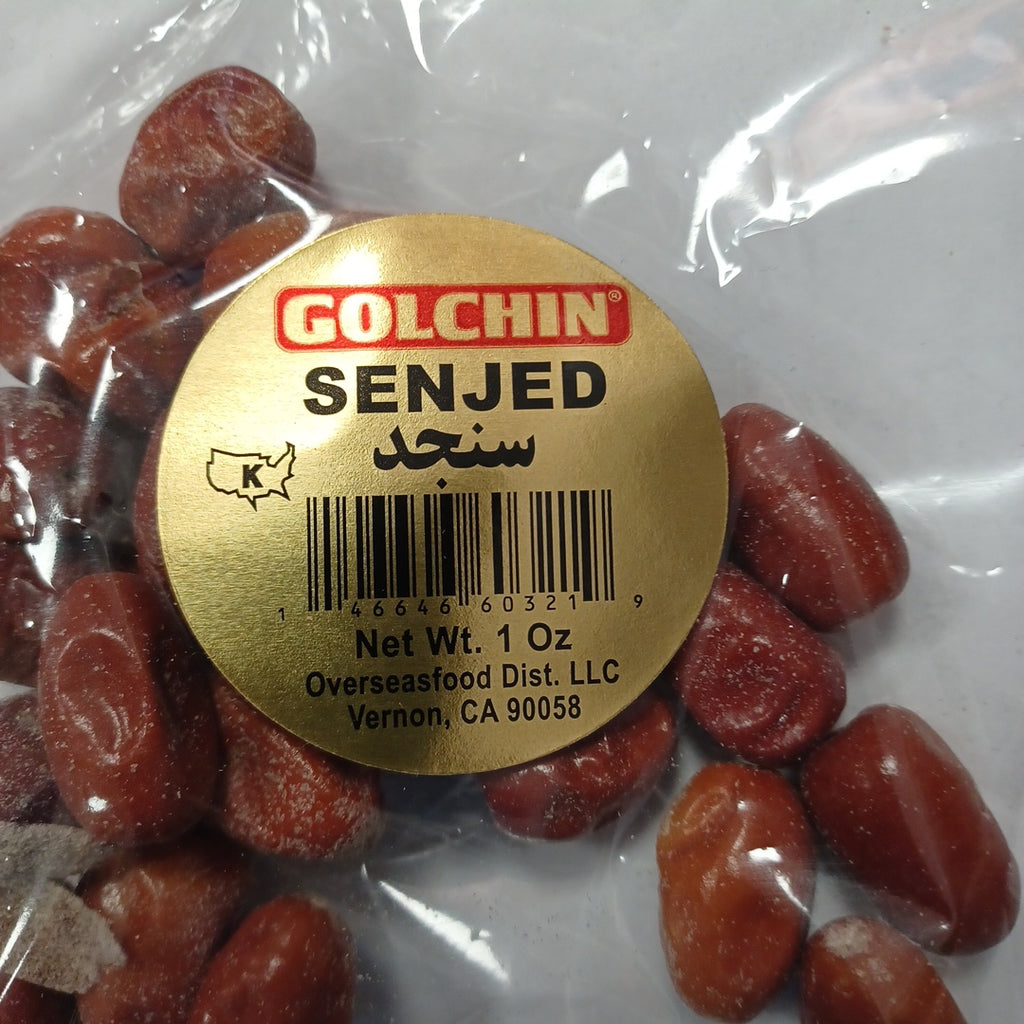 GOLCHIN®
SENJED
سنجد
K
1 46646 60321 9
Net Wt. 1 Oz
Overseasfood Dist. LLC
Vernon, CA 90058